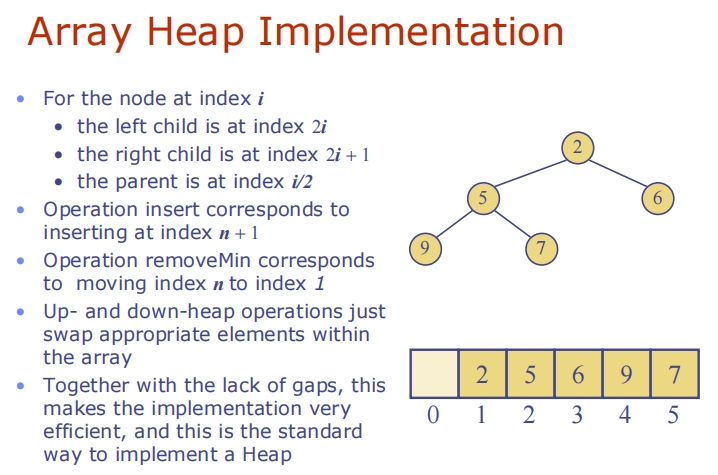 Array Heap Implementation
• For the node at index i
• the left child is at index 2i
• the right child is at index 2i + 1
• the parent is at index i/2
• Operation insert corresponds to
inserting at index n + 1
• Operation removeMin corresponds
to moving index n to index 1
• Up- and down-heap operations just
swap appropriate elements within
the array
• Together with the lack of gaps, this
makes the implementation very
efficient, and this is the standard
way to implement a Heap
2
5 6
9 7
2 5 6 9 7
0 1 2 3 4 5